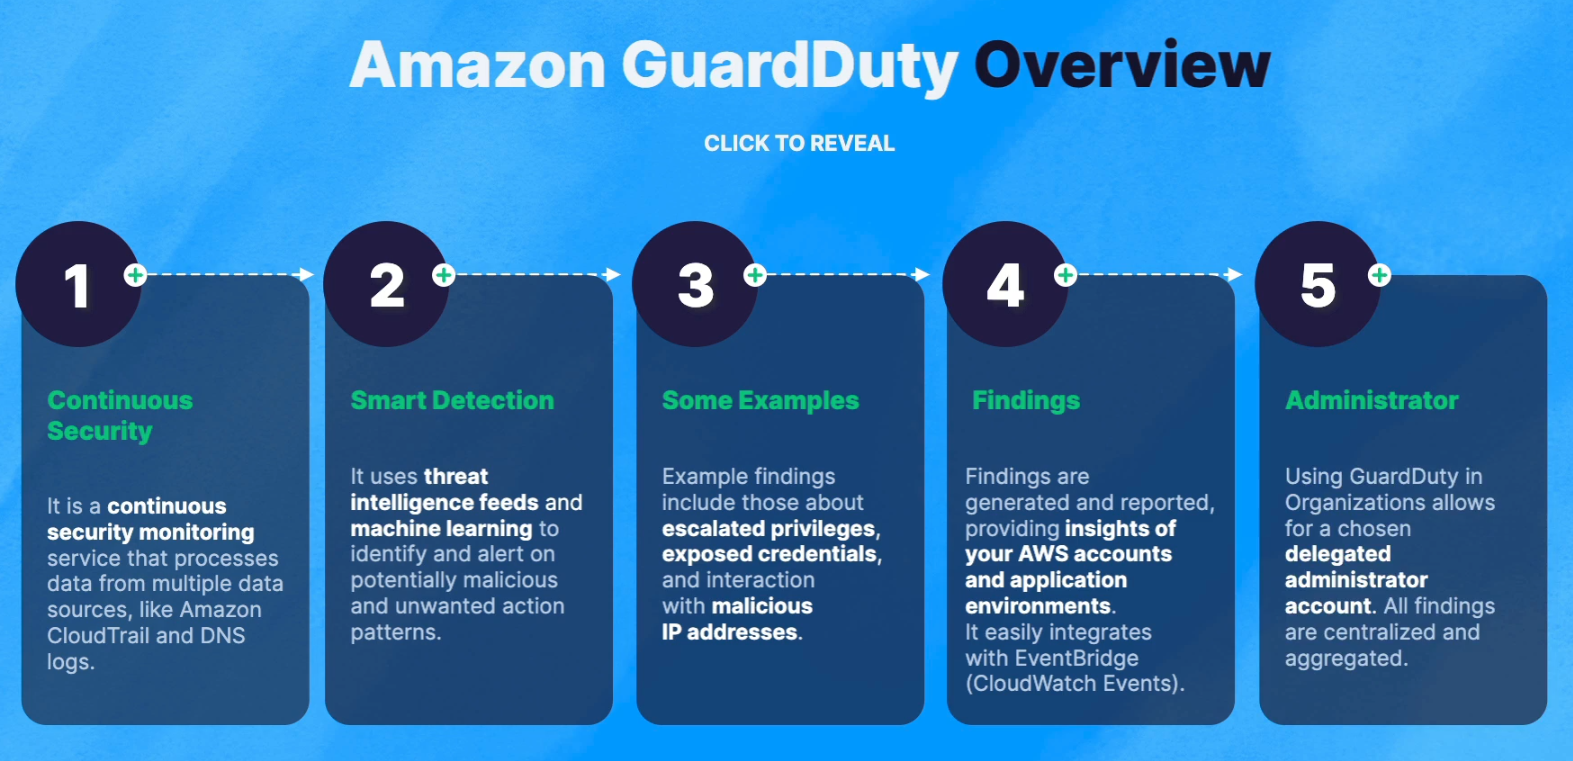 Amazon GuardDuty Overview
CLICK TO REVEAL
1
Continuous
Security
It is a continuous
security monitoring
service that processes
data from multiple data
sources, like Amazon
CloudTrail and DNS
logs.
2
Smart Detection
It uses threat
intelligence feeds and
machine learning to
identify and alert on
potentially malicious
and unwanted action
patterns.
3
Some Examples
Example findings
include those about
escalated privileges,
exposed credentials,
and interaction
with malicious
IP addresses.
4
Findings
Findings are
generated and reported,
providing insights of
your AWS accounts
and application
environments.
It easily integrates
with EventBridge
(CloudWatch Events).
5
Administrator
Using GuardDuty in
Organizations allows
for a chosen
delegated
administrator
account. All findings
are centralized and
aggregated.